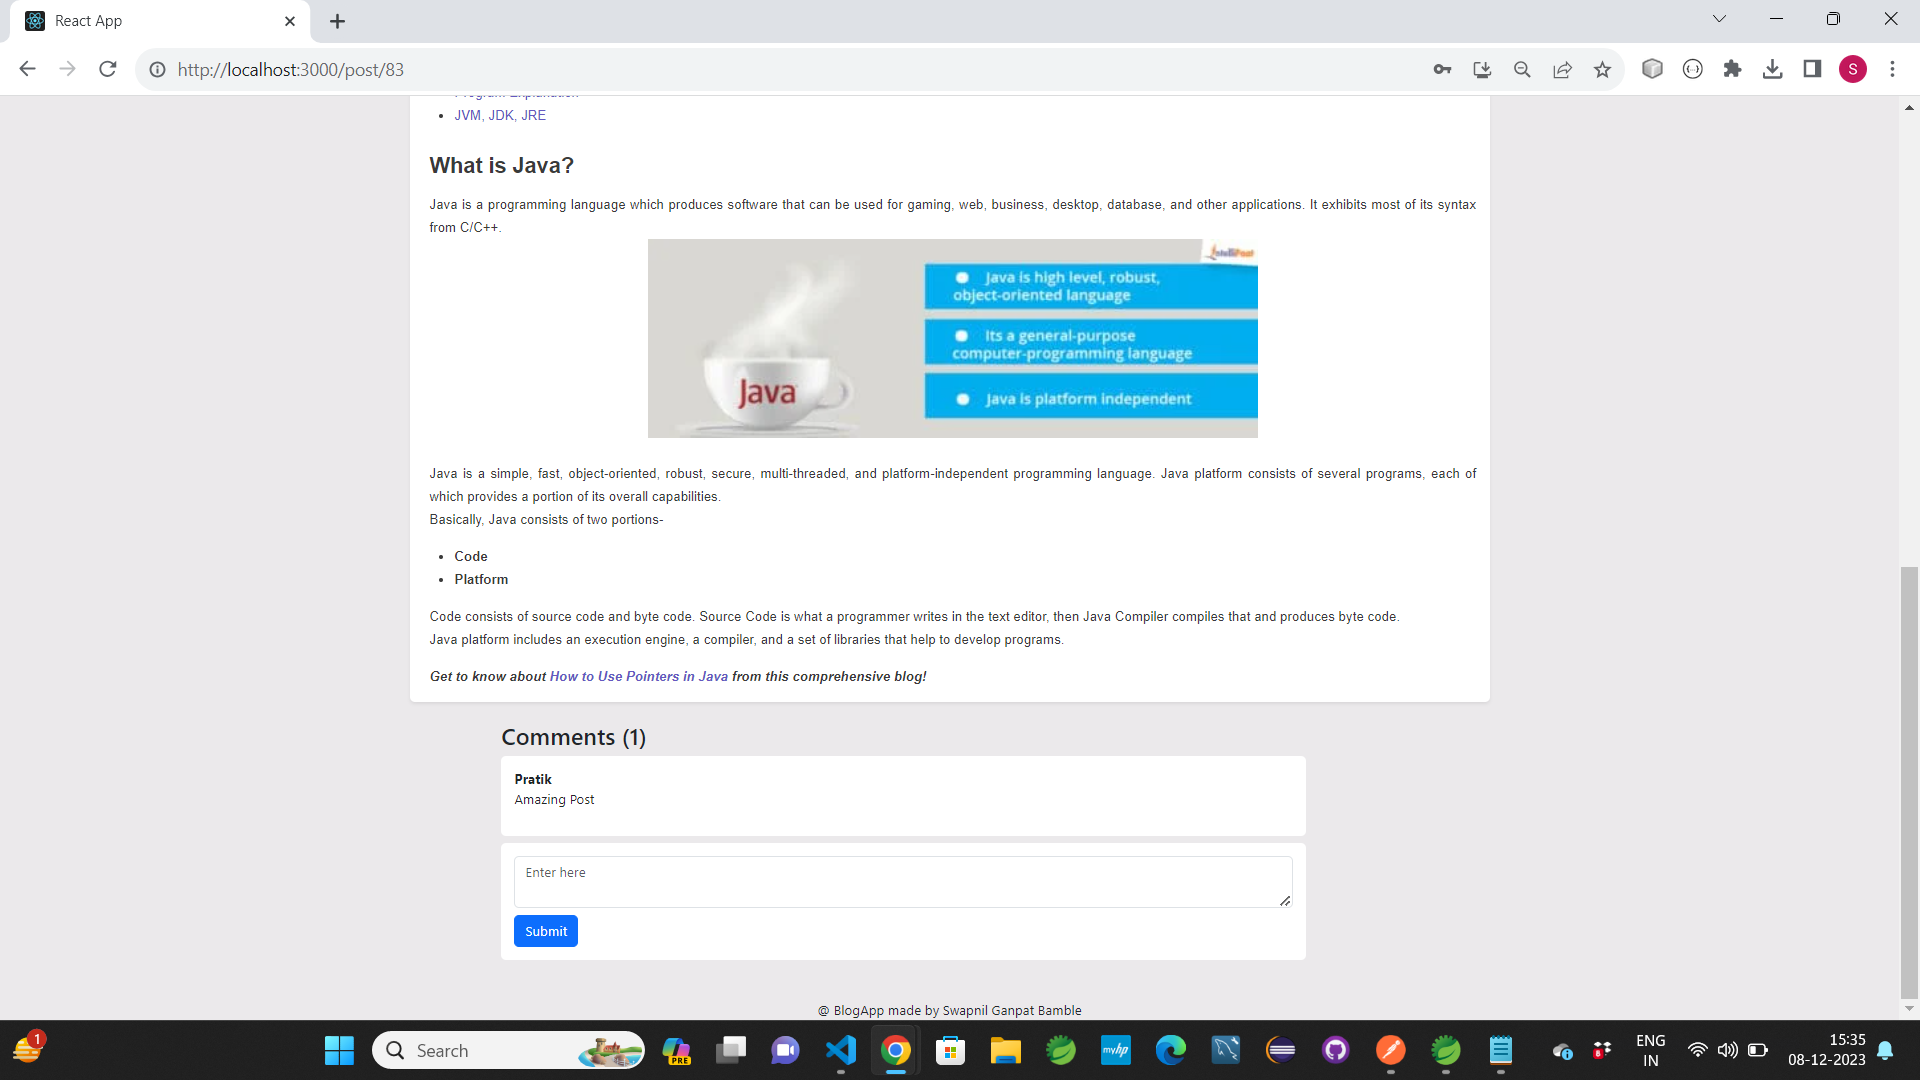 React App
http://localhost:3000/post/83
S
JVM, JDK, JRE
What is Java?
Java is a programming language which produces software that can be used for gaming, web, business, desktop, database, and other applications. It exhibits most of its syntax
from C/C++.
IntelliPaat
Java is high level, robust,
object-oriented language
Its a general-purpose
computer-programming language
Java is platform independent
Java
Java is a simple, fast, object-oriented, robust, secure, multi-threaded, and platform-independent programming language. Java platform consists of several programs, each of
which provides a portion of its overall capabilities.
Basically, Java consists of two portions-
Code
Platform
Code consists of source code and byte code. Source Code is what a programmer writes in the text editor, then Java Compiler compiles that and produces byte code.
Java platform includes an execution engine, a compiler, and a set of libraries that help to develop programs.
Get to know about How to Use Pointers in Java from this comprehensive blog!
Comments (1)
Pratik
Amazing Post
Enter here
Submit
@ BlogApp made by Swapnil Ganpat Bamble
1
Search
PRE
myhp
8
ENG
IN
15:35
08-12-2023